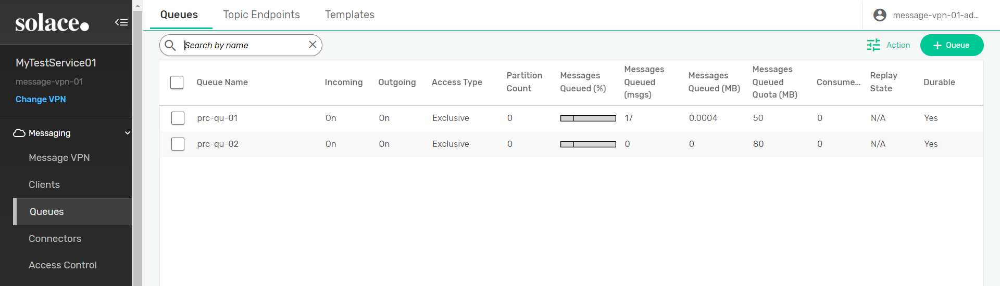 solace.
MyTestService01
message-vpn-01
Change VPN
Messaging
Message VPN
Clients
Queues
Connectors
Access Control
Queues Topic Endpoints Templates
message-vpn-01-ad...
Search by name
Action
Queue
Queue Name Incoming Outgoing Access Type Partition Count Messages Queued (%) Messages Queued (msgs) Messages Queued (MB) Messages Queued Quota (MB) Consume... Replay State Durable
prc-qu-01 On On Exclusive 0 17 0.0004 50 0 N/A Yes
prc-qu-02 On On Exclusive 0 0 0 80 0 N/A Yes